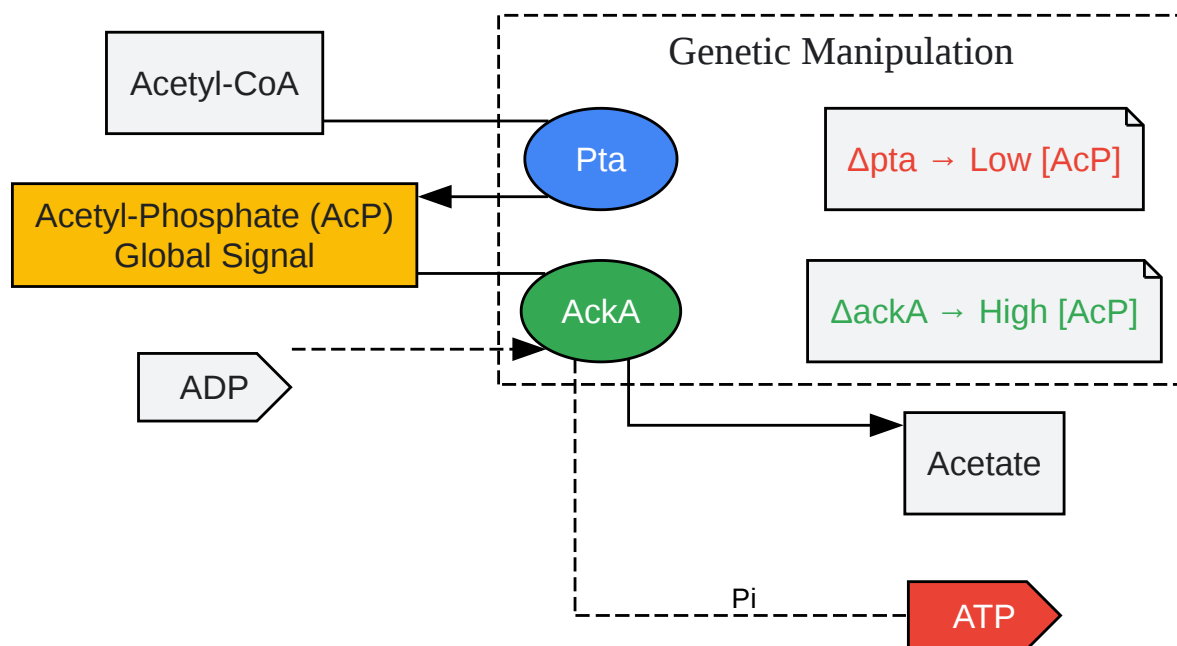 Genetic Manipulation
Acetyl-CoA
Pta
Δpta → Low [AcP]
Acetyl-Phosphate (AcP)
Global Signal
AckA
ΔackA → High [AcP]
ADP
Acetate
Pi
ATP